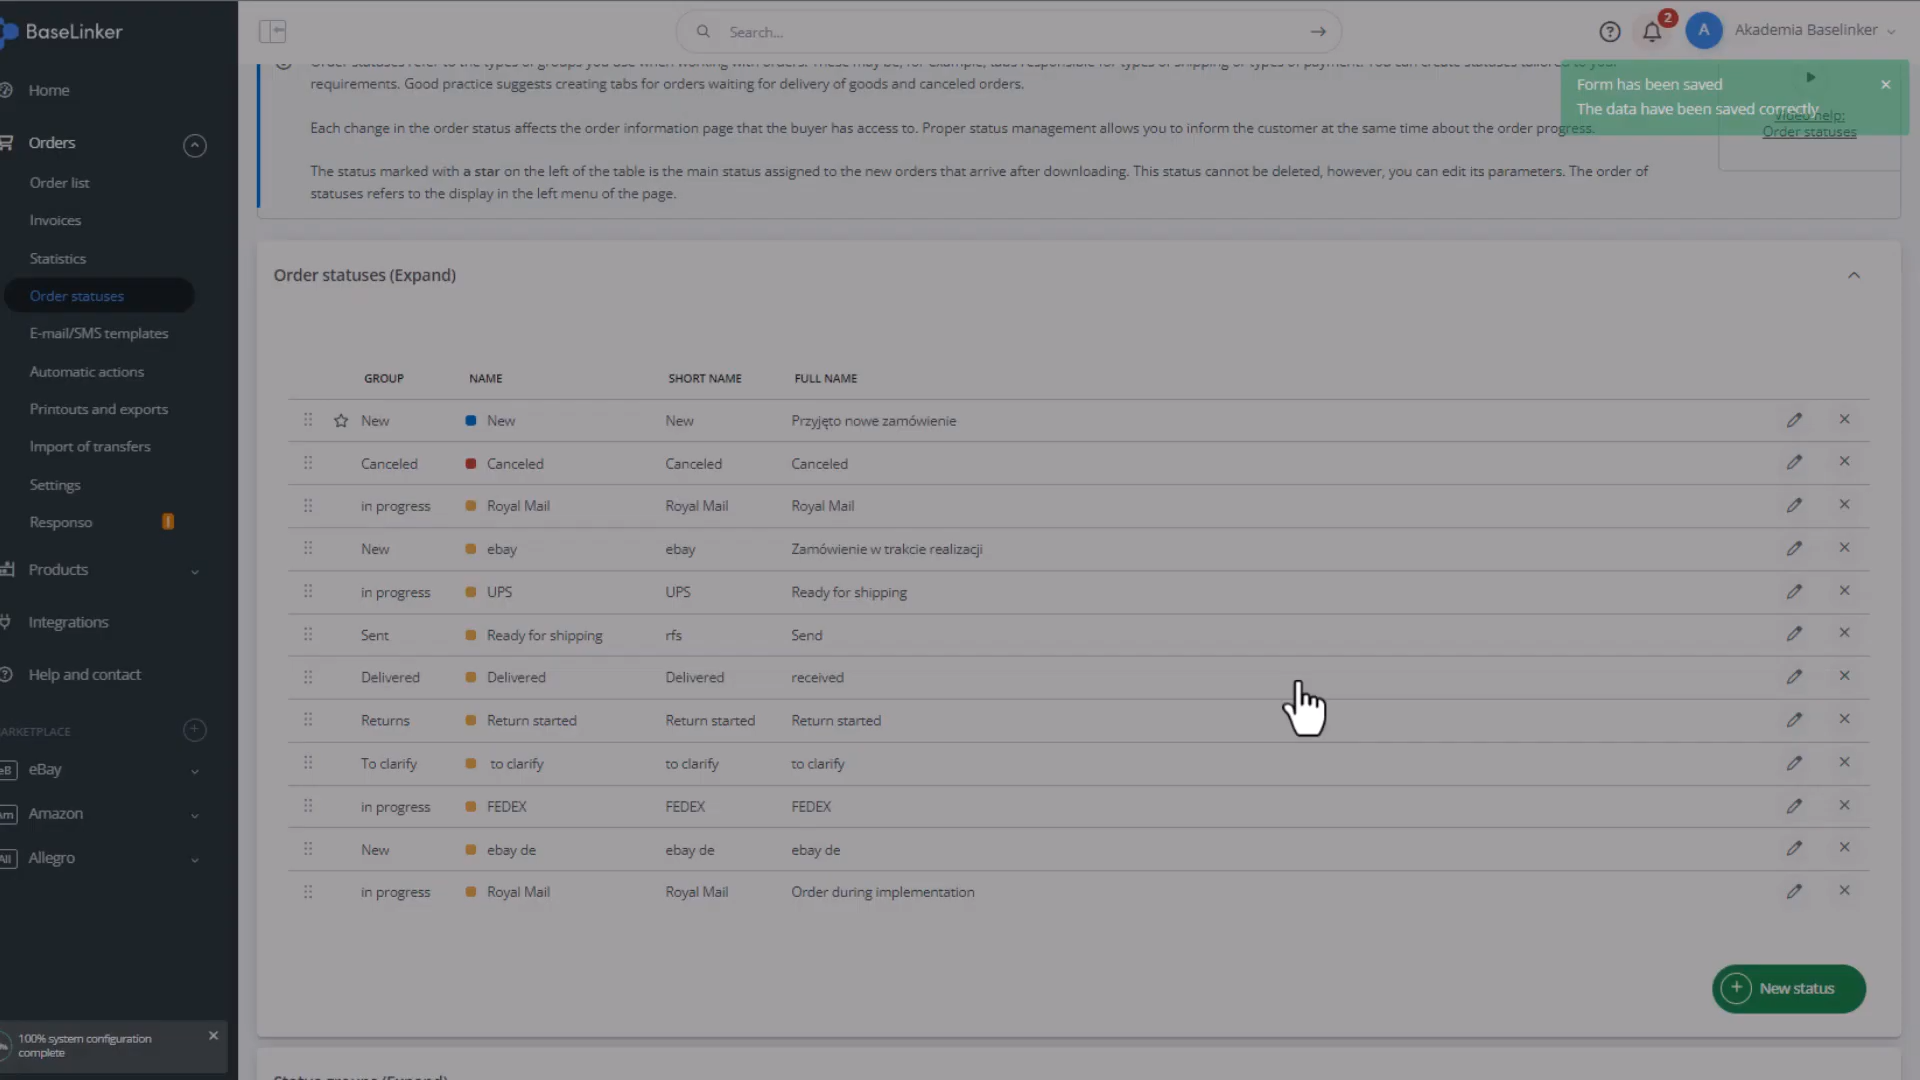 BaseLinker
Search...
2
A
Akademia Baselinker
Home
Orders
Order list
Invoices
Statistics
Order statuses
E-mail/SMS templates
Automatic actions
Printouts and exports
Import of transfers
Settings
Responso
Products
Integrations
Help and contact
ARKETPLACE
eB eBay
Am Amazon
All Allegro
100% system configuration
complete
Order statuses refer to the types of groups you use when working with orders. These may be, for example, tabs responsible for types of shipping or types of payment. You can create statuses tailored to your
requirements. Good practice suggests creating tabs for orders waiting for delivery of goods and canceled orders.
Each change in the order status affects the order information page that the buyer has access to. Proper status management allows you to inform the customer at the same time about the order progress.
The status marked with a star on the left of the table is the main status assigned to the new orders that arrive after downloading. This status cannot be deleted, however, you can edit its parameters. The order of
statuses refers to the display in the left menu of the page.
Form has been saved
The data have been saved correctly
Video help:
Order statuses
Order statuses (Expand)
GROUP NAME SHORT NAME FULL NAME
New New New Przyjęto nowe zamówienie
Canceled Canceled Canceled Canceled
in progress Royal Mail Royal Mail Royal Mail
New ebay ebay Zamówienie w trakcie realizacji
in progress UPS UPS Ready for shipping
Sent Ready for shipping rfs Send
Delivered Delivered Delivered received
Returns Return started Return started Return started
To clarify to clarify to clarify to clarify
in progress FEDEX FEDEX FEDEX
New ebay de ebay de ebay de
in progress Royal Mail Royal Mail Order during implementation
New status
Status groups (Expand)